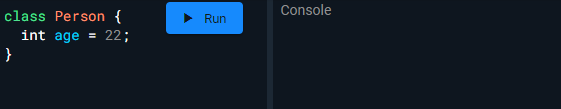 class Person {
  int age = 22;
}
Run
Console